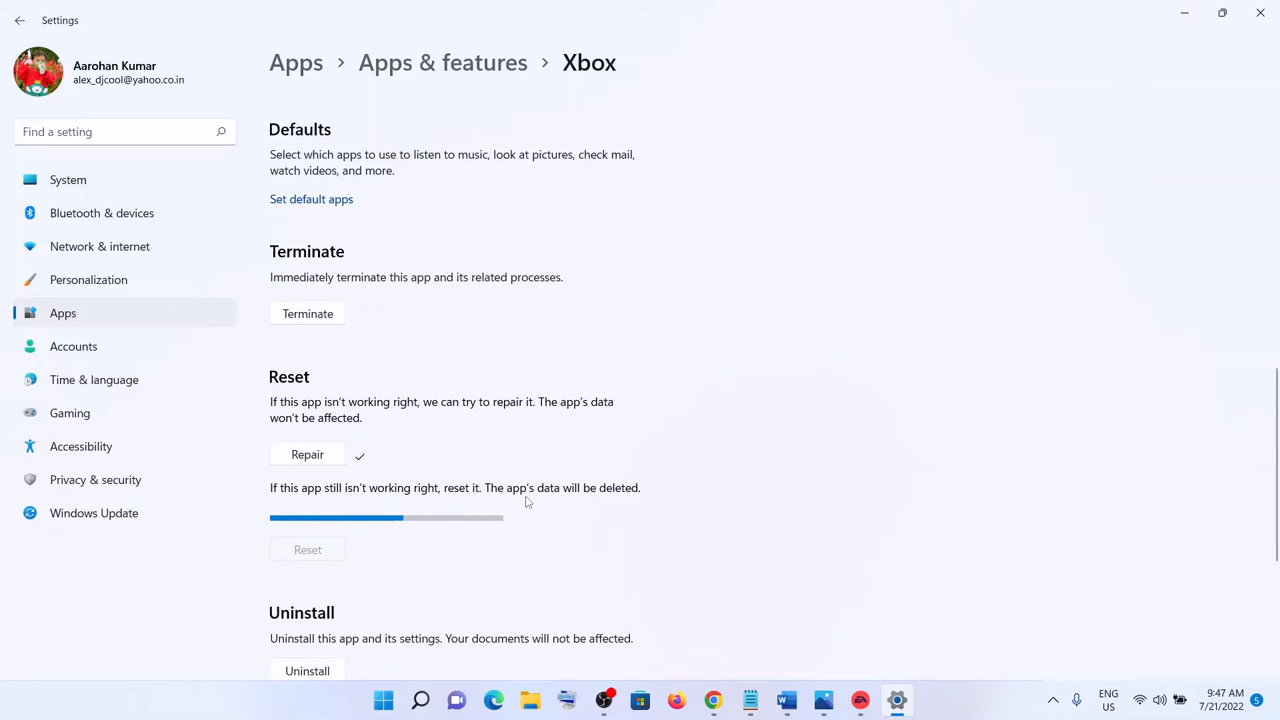 Settings
Aarohan Kumar
alex_djcool@yahoo.co.in
Find a setting
System
Bluetooth & devices
Network & internet
Personalization
Apps
Accounts
Time & language
Gaming
Accessibility
Privacy & security
Windows Update
Apps > Apps & features > Xbox
Defaults
Select which apps to use to listen to music, look at pictures, check mail,
watch videos, and more.
Set default apps
Terminate
Immediately terminate this app and its related processes.
Terminate
Reset
If this app isn't working right, we can try to repair it. The app's data
won't be affected.
Repair
If this app still isn't working right, reset it. The app's data will be deleted.
Reset
Uninstall
Uninstall this app and its settings. Your documents will not be affected.
Uninstall
EA
ENG
US
9:47 AM
7/21/2022
5